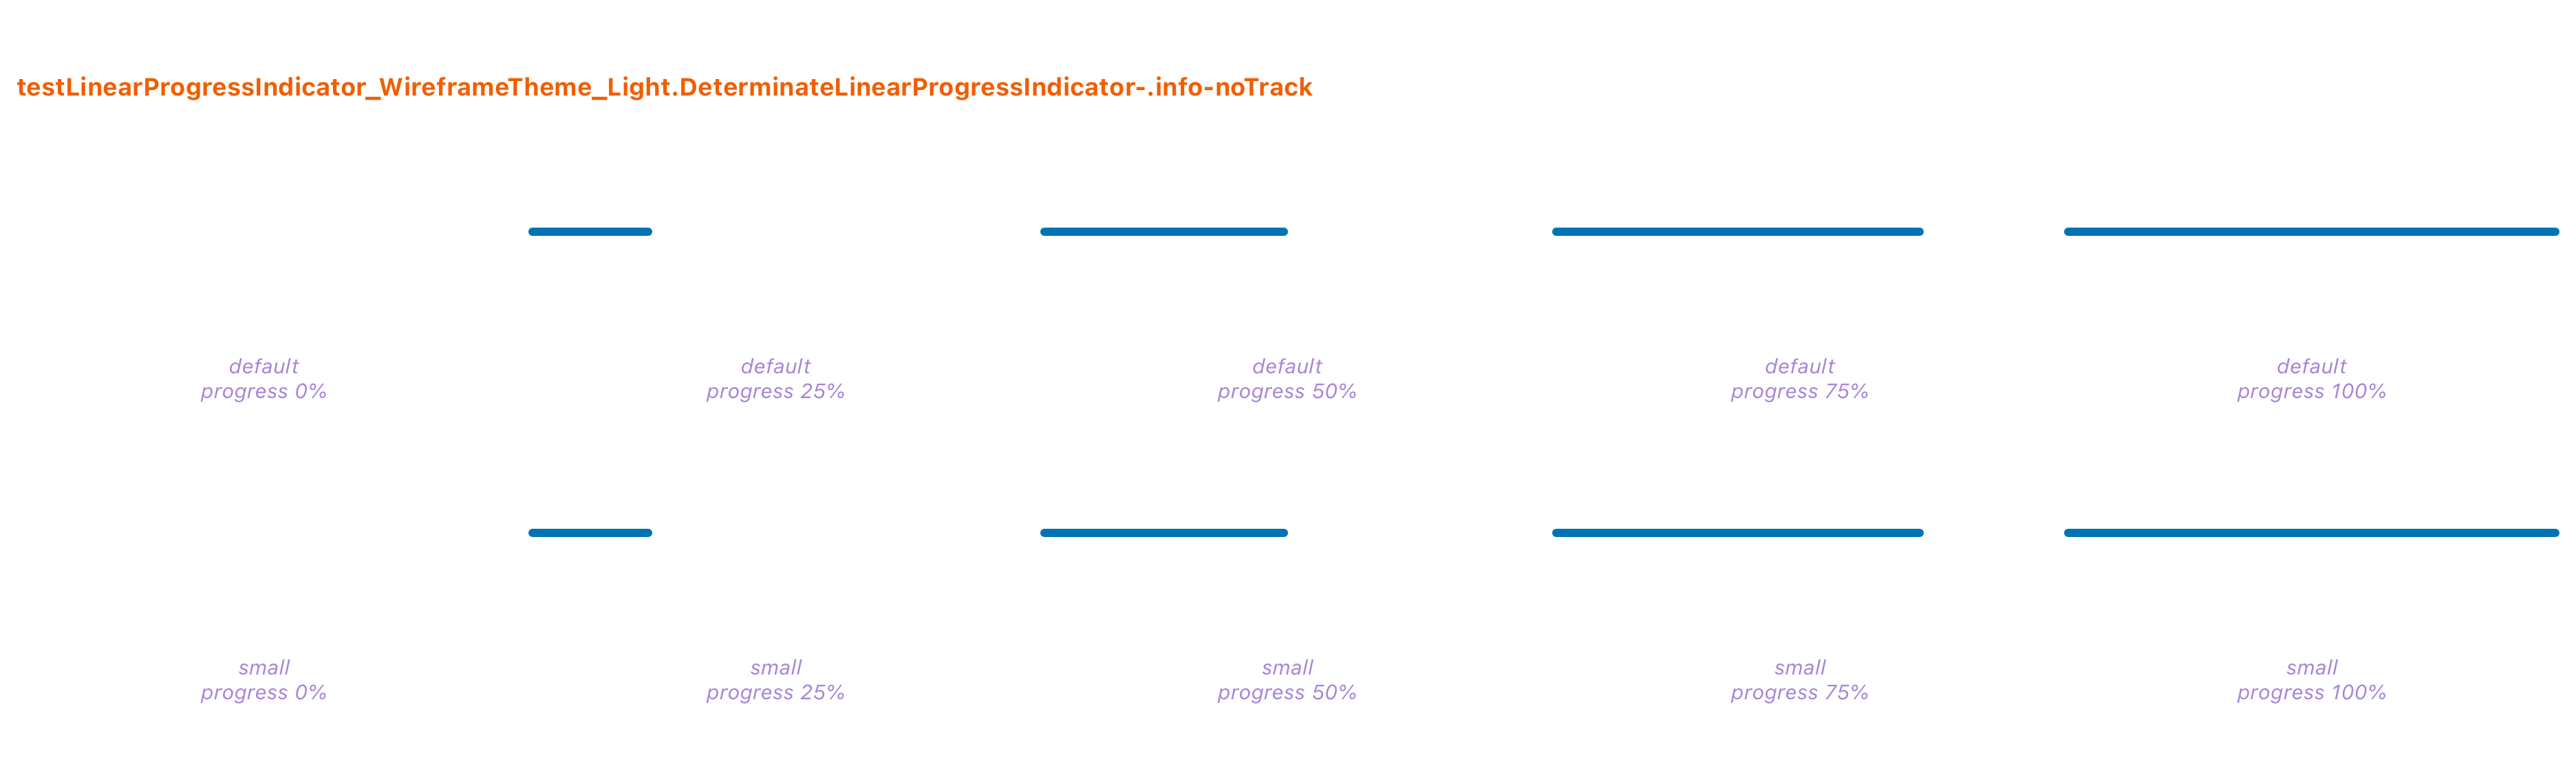 testLinearProgressIndicator_WireframeTheme_Light.DeterminateLinearProgressIndicator-.info-noTrack
default
progress 0%
default
progress 25%
default
progress 50%
default
progress 75%
default
progress 100%
small
progress 0%
small
progress 25%
small
progress 50%
small
progress 75%
small
progress 100%